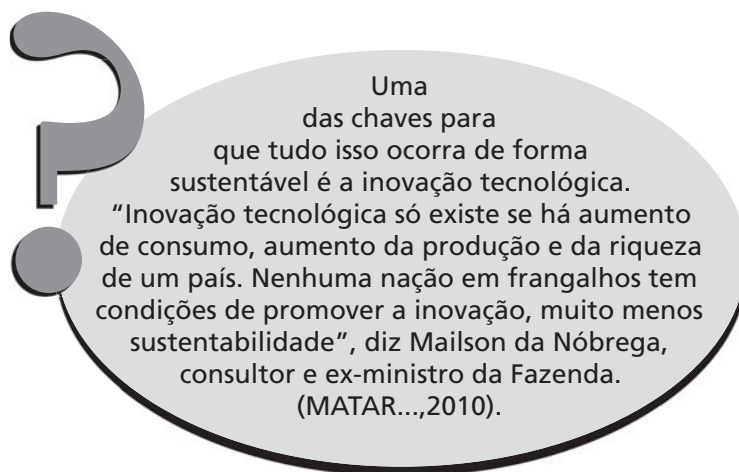 Uma
das chaves para
que tudo isso ocorra de forma
sustentável é a inovação tecnológica.
“Inovação tecnológica só existe se há aumento
de consumo, aumento da produção e da riqueza
de um país. Nenhuma nação em frangalhos tem
condições de promover a inovação, muito menos
sustentabilidade”, diz Mailson da Nóbrega,
consultor e ex-ministro da Fazenda.
(MATAR...,2010).